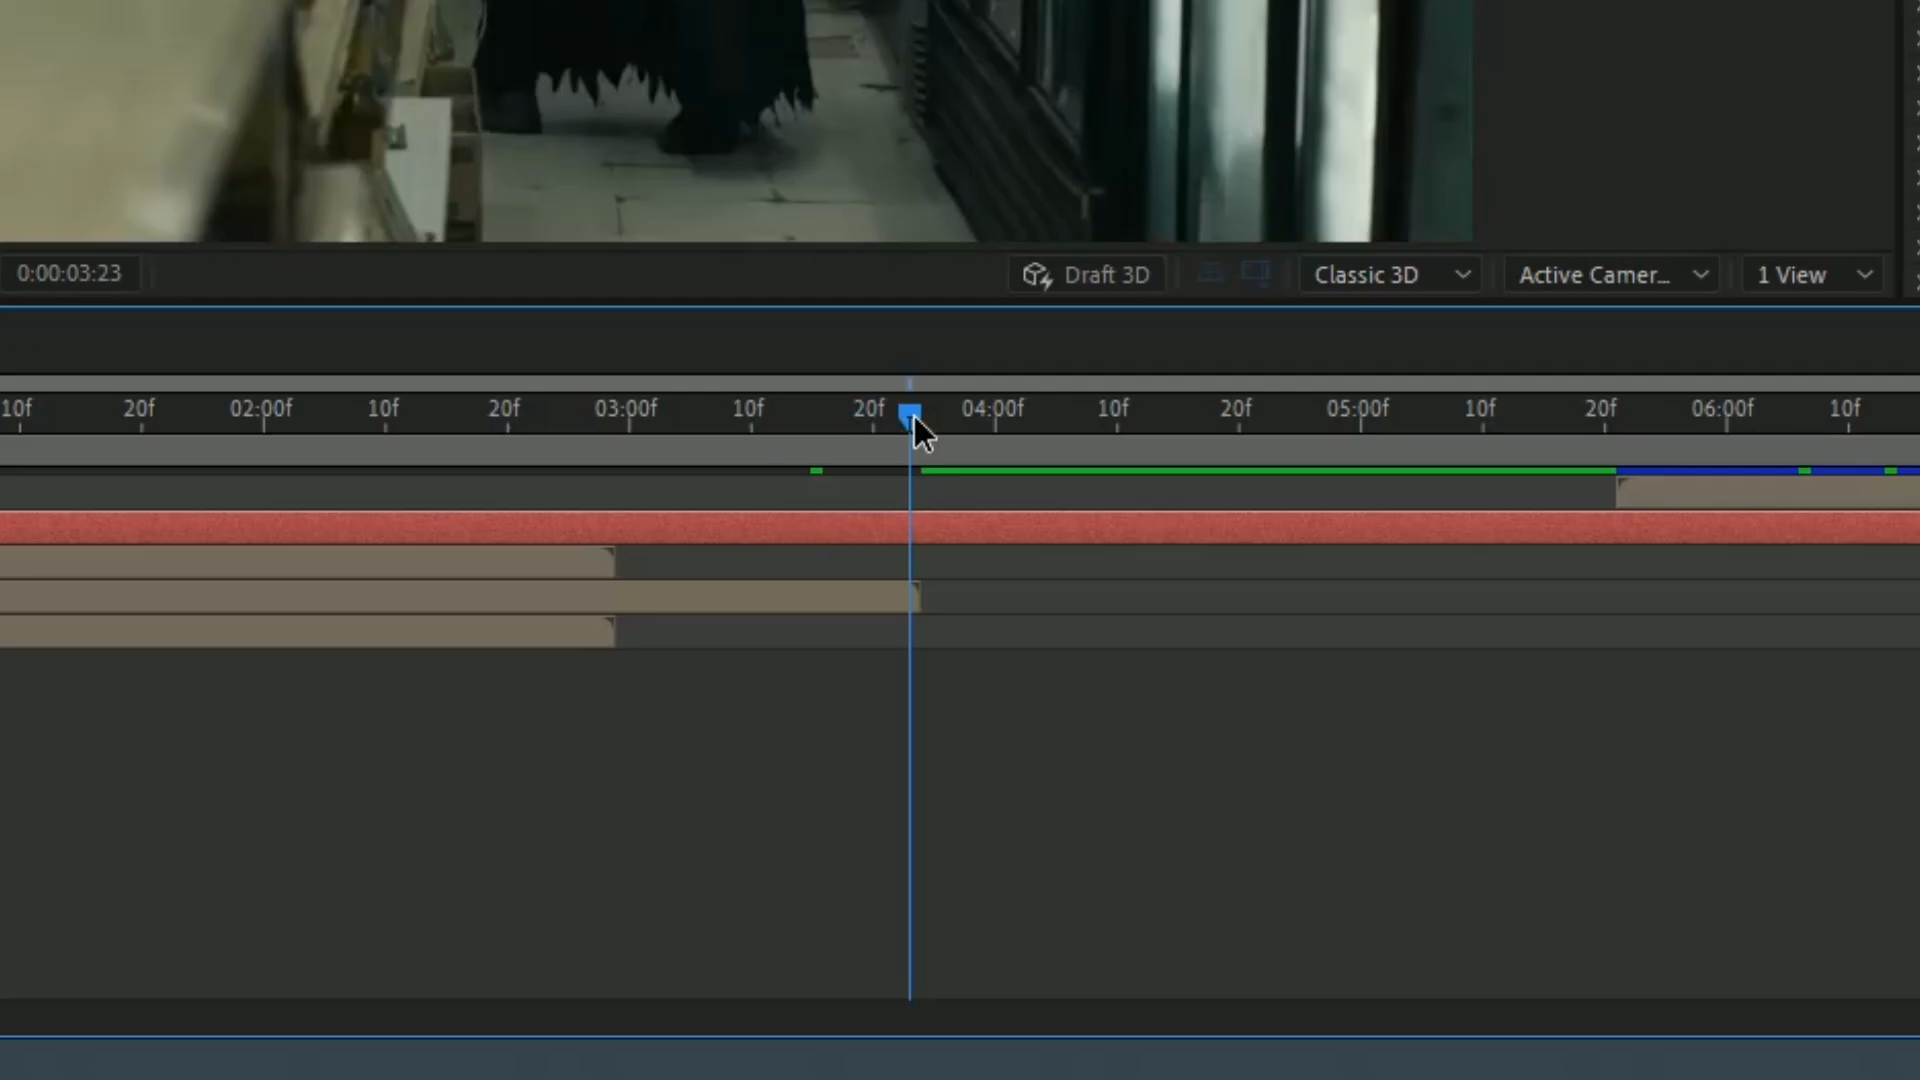 0:00:03:23
Draft 3D
Classic 3D
Active Camer...
1 View
10f 20f 02:00f 10f 20f 03:00f 10f 20f 04:00f 10f 20f 05:00f 10f 20f 06:00f 10f